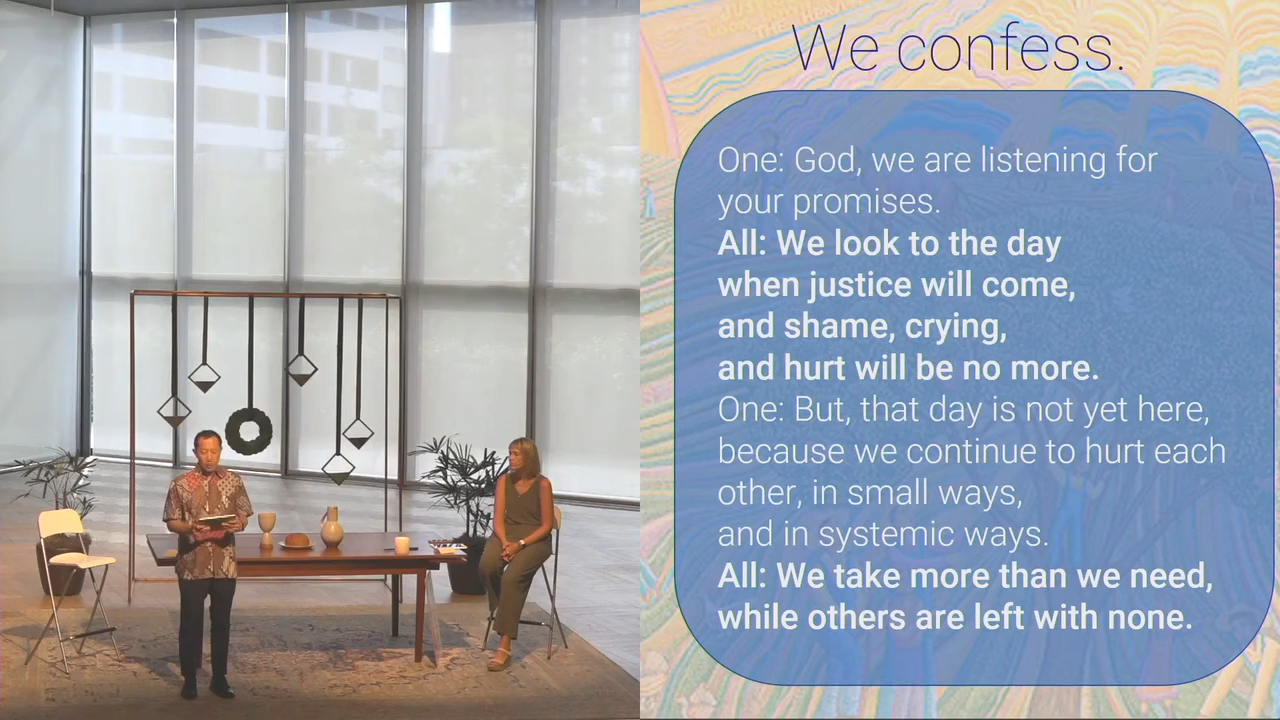 We confess.
One: God, we are listening for
your promises.
All: We look to the day
when justice will come,
and shame, crying,
and hurt will be no more.
One: But, that day is not yet here,
because we continue to hurt each
other, in small ways,
and in systemic ways.
All: We take more than we need,
while others are left with none.